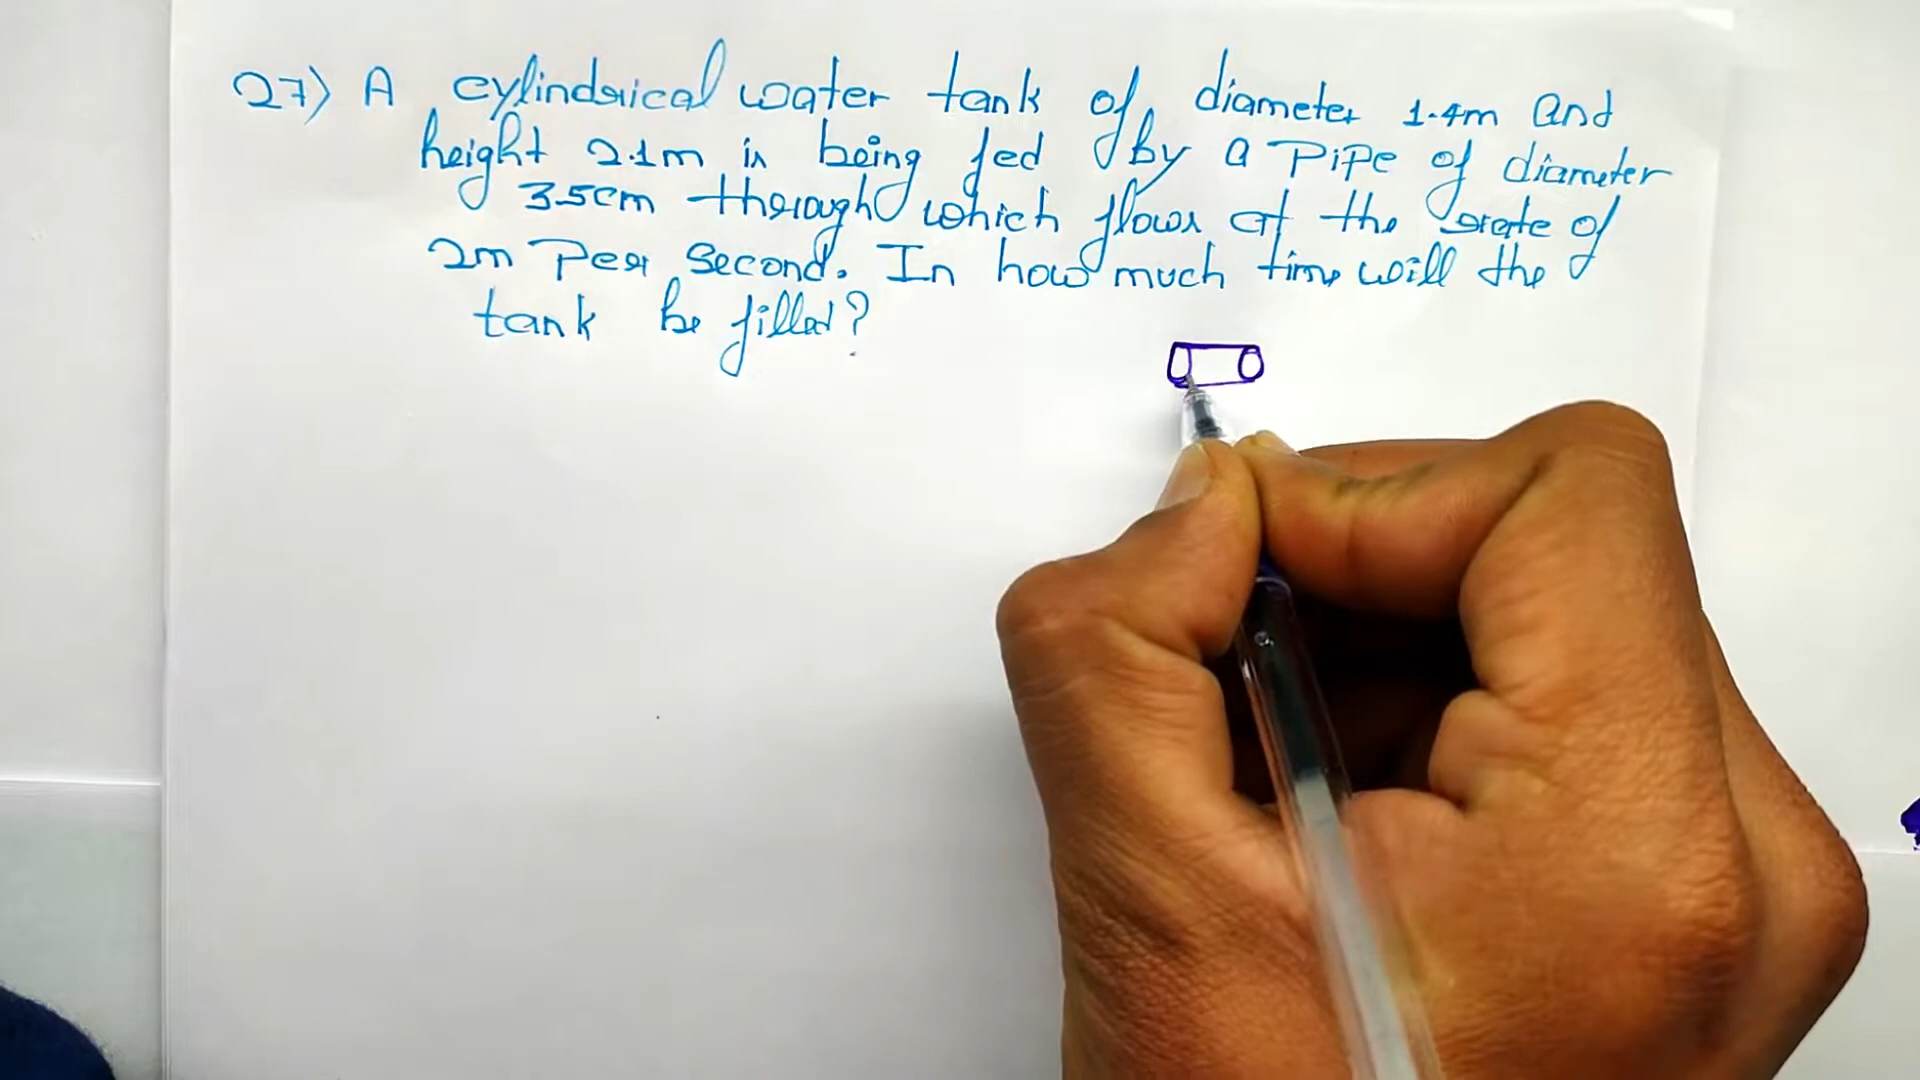 27) A cylindrical water tank of diameter 1.4m and
height 2.1m is being fed by a pipe of diameter
3.5cm through which flows at the rate of
2m per second. In how much time will the
tank be filled?